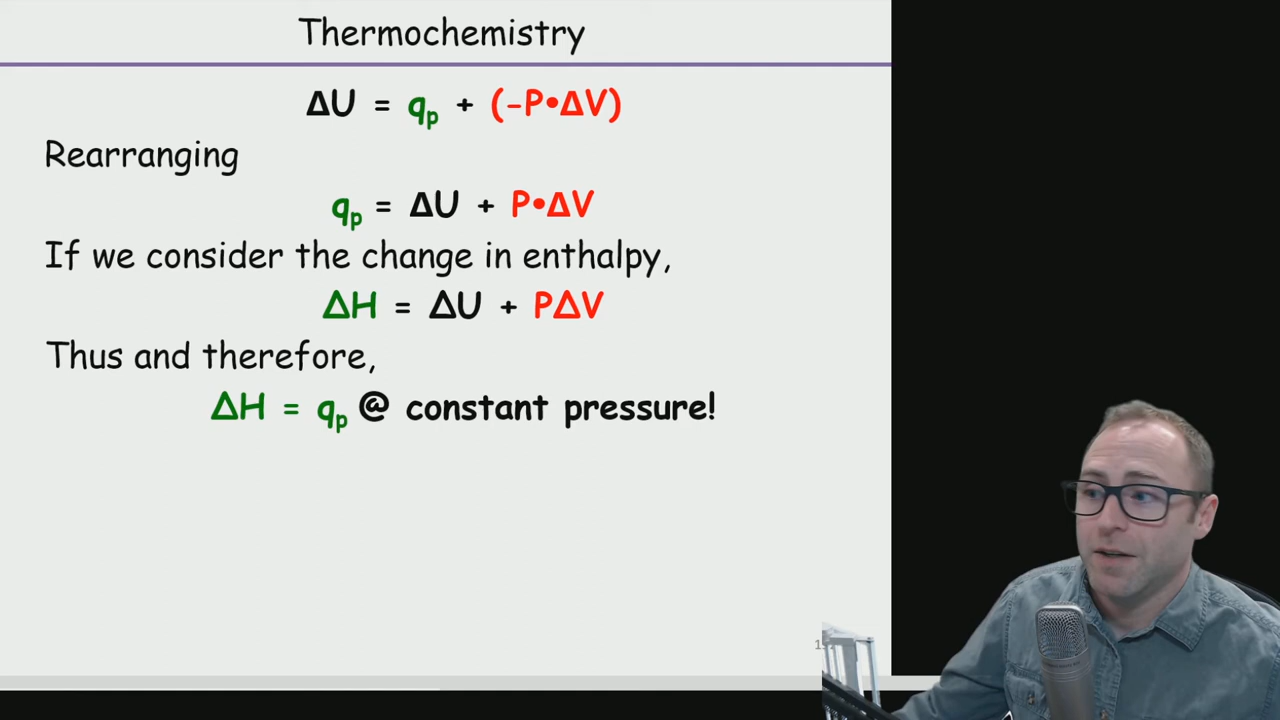 Thermochemistry
ΔU = qₚ + (-P•ΔV)
Rearranging
qₚ = ΔU + P•ΔV
If we consider the change in enthalpy,
ΔH = ΔU + PΔV
Thus and therefore,
ΔH = qₚ @ constant pressure!